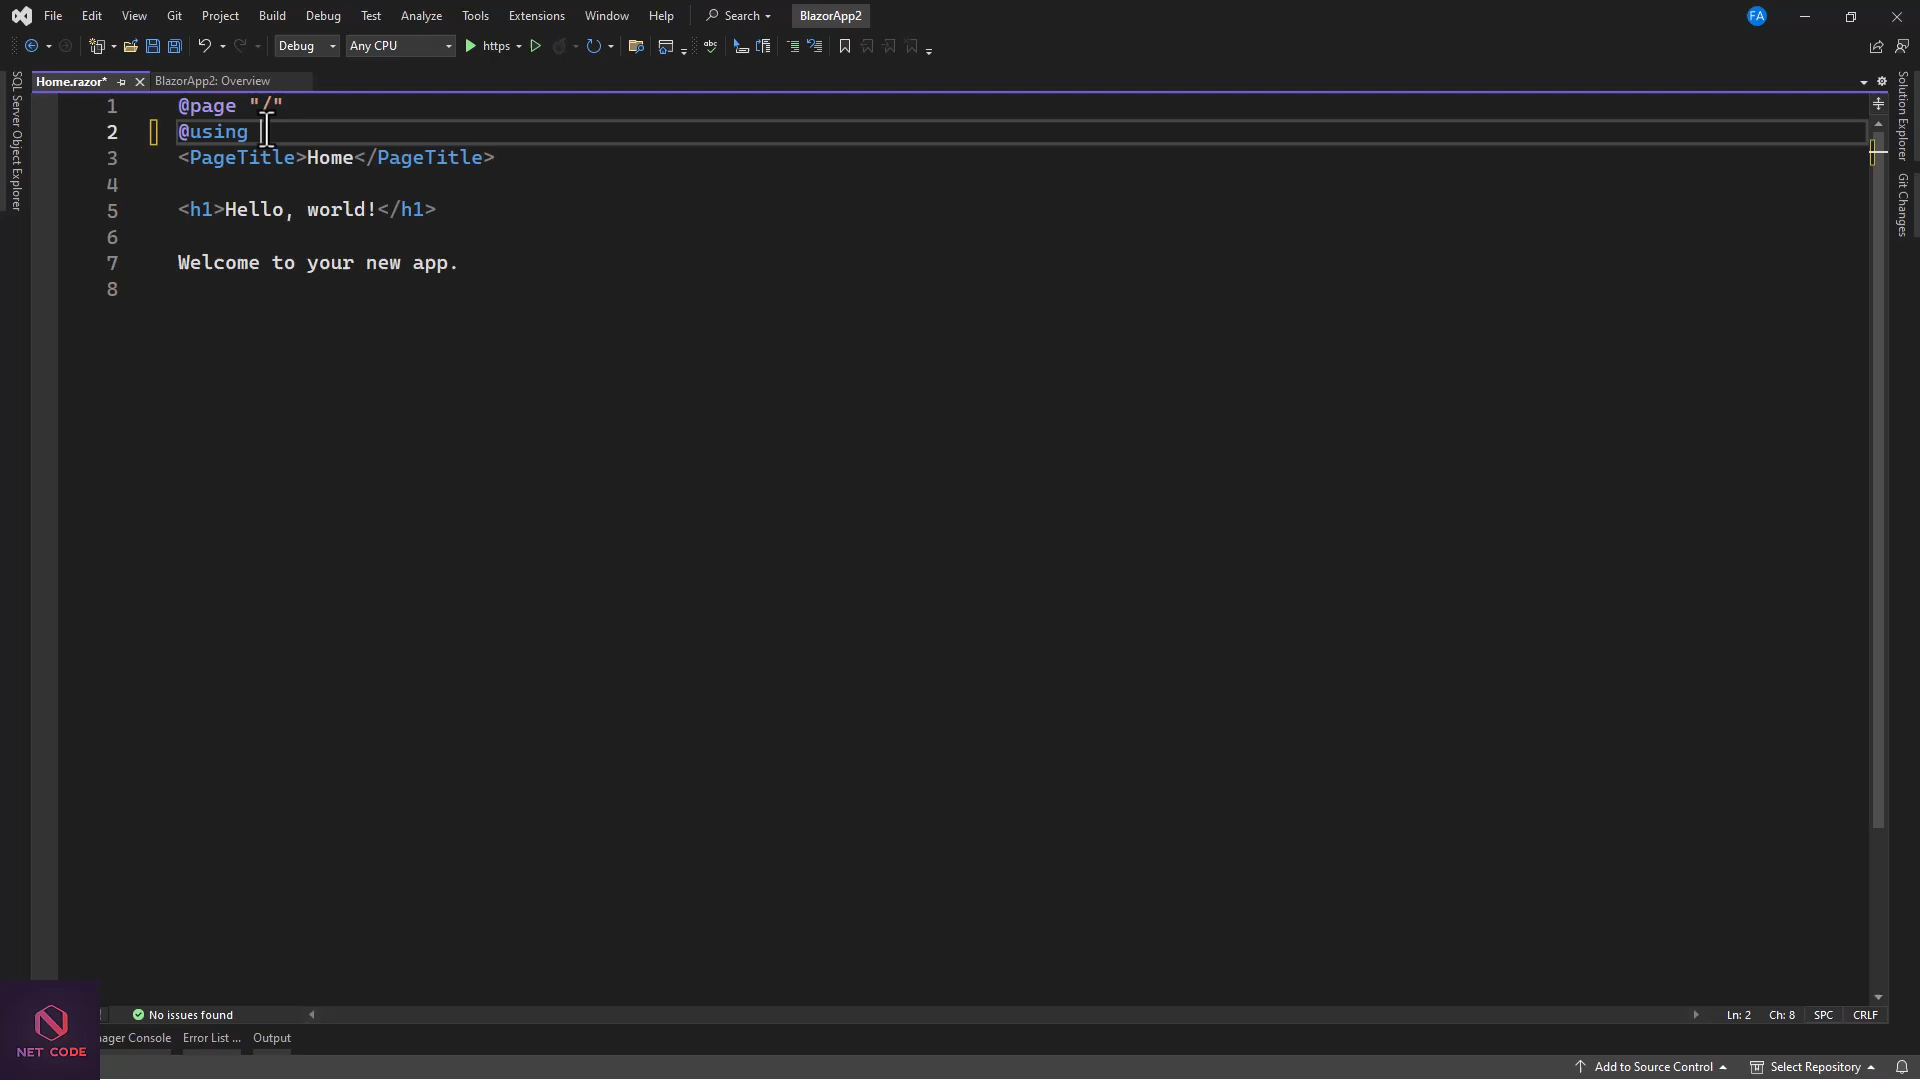 File Edit View Git Project Build Debug Test Analyze Tools Extensions Window Help Search BlazorApp2 FA
Debug Any CPU https
Home.razor* BlazorApp2: Overview
SQL Server Object Explorer
Solution Explorer
Git Changes
1 @page "/"
2 @using
3 <PageTitle>Home</PageTitle>
4
5 <h1>Hello, world!</h1>
6
7 Welcome to your new app.
8
No issues found Ln: 2 Ch: 8 SPC CRLF
ager Console Error List ... Output
NET CODE
Add to Source Control Select Repository